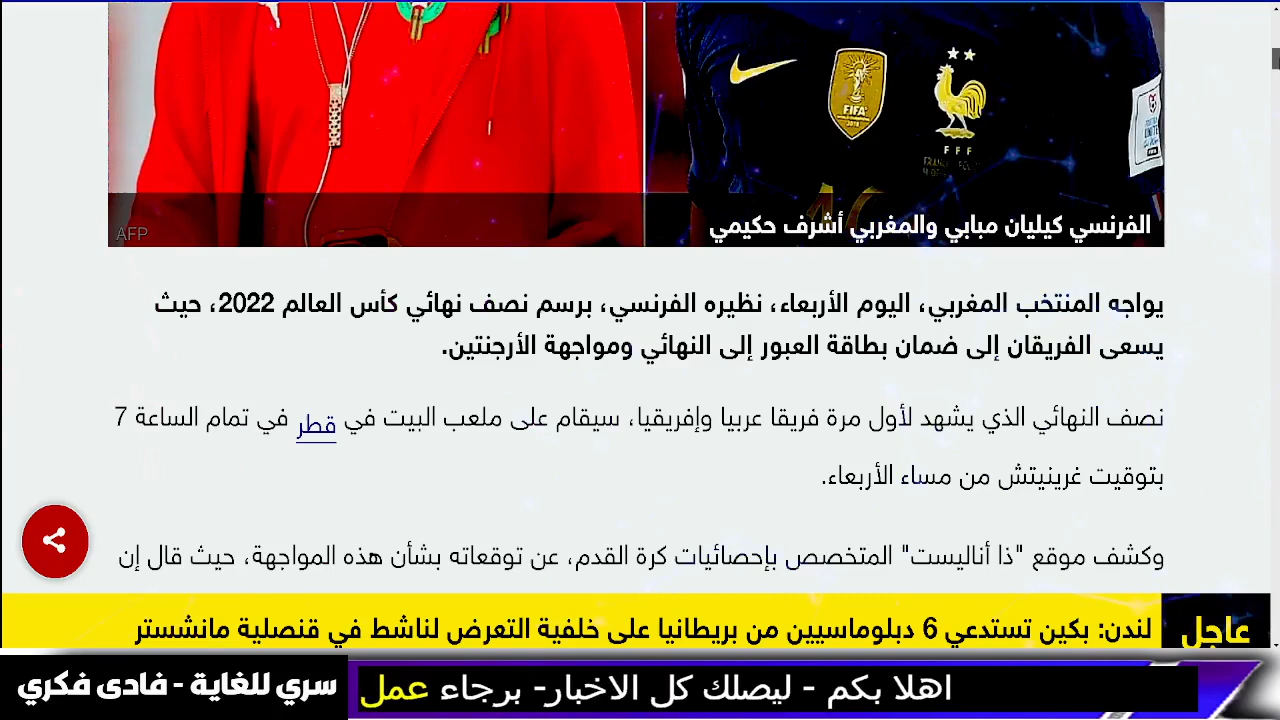 FIFA
WORLD CHAMPIONS
2018
FFF
AFP
الفرنسي كيليان مبابي والمغربي أشرف حكيمي
يواجه المنتخب المغربي، اليوم الأربعاء، نظيره الفرنسي، برسم نصف نهائي كأس العالم 2022، حيث
يسعى الفريقان إلى ضمان بطاقة العبور إلى النهائي ومواجهة الأرجنتين.
نصف النهائي الذي يشهد لأول مرة فريقا عربيا وإفريقيا، سيقام على ملعب البيت في قطر في تمام الساعة 7
بتوقيت غرينيتش من مساء الأربعاء.
وكشف موقع "ذا أناليست" المتخصص بإحصائيات كرة القدم، عن توقعاته بشأن هذه المواجهة، حيث قال إن
عاجل
لندن: بكين تستدعي 6 دبلوماسيين من بريطانيا على خلفية التعرض لناشط في قنصلية مانشستر
اهلا بكم - ليصلك كل الاخبار- برجاء عمل
سري للغاية - فادى فكري